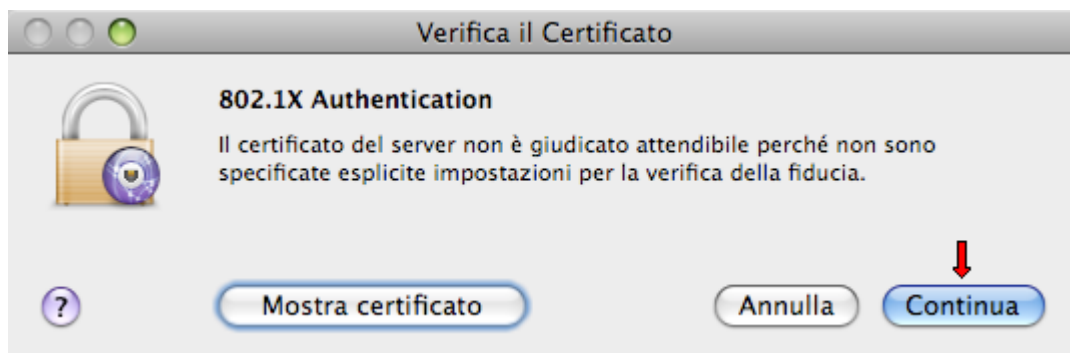 Verifica il Certificato
802.1X Authentication
Il certificato del server non è giudicato attendibile perché non sono
specificate esplicite impostazioni per la verifica della fiducia.
?
Mostra certificato
Annulla
Continua